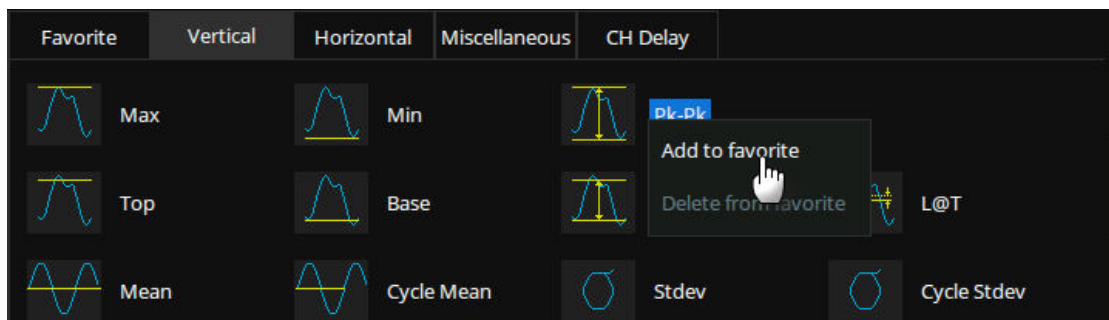 Favorite Vertical Horizontal Miscellaneous CH Delay
Max Min Pk-Pk
Add to favorite
Top Base Delete from favorite L@T
Mean Cycle Mean Stdev Cycle Stdev